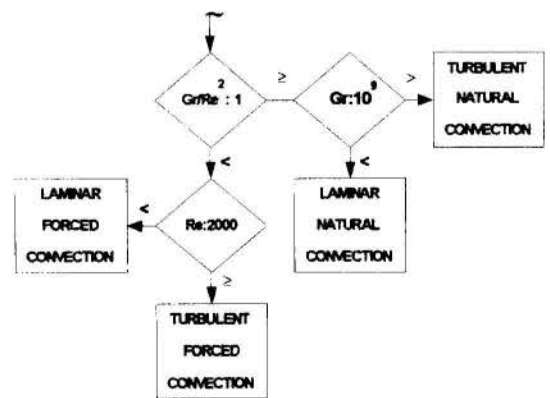 Gr/Re² : 1
≥
Gr:10⁹
>
TURBULENT
NATURAL
CONVECTION
<
<
LAMINAR
FORCED
CONVECTION
<
Re:2000
LAMINAR
NATURAL
CONVECTION
≥
TURBULENT
FORCED
CONVECTION